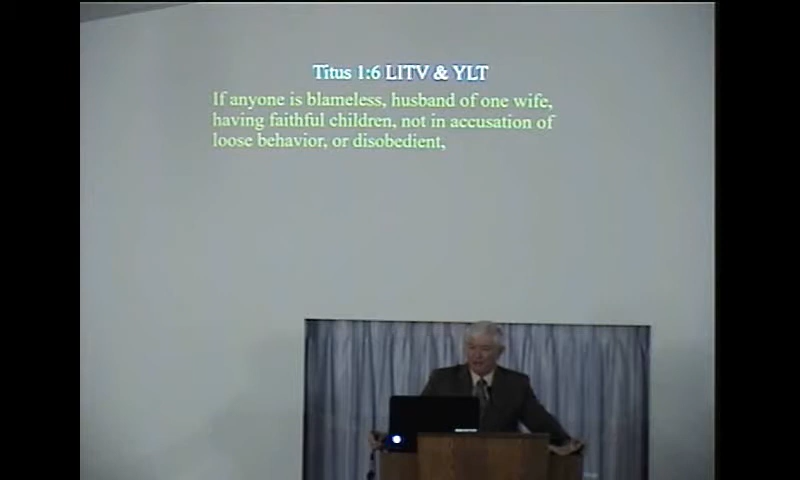 Titus 1:6 LITV & YLT
If anyone is blameless, husband of one wife,
having faithful children, not in accusation of
loose behavior, or disobedient,